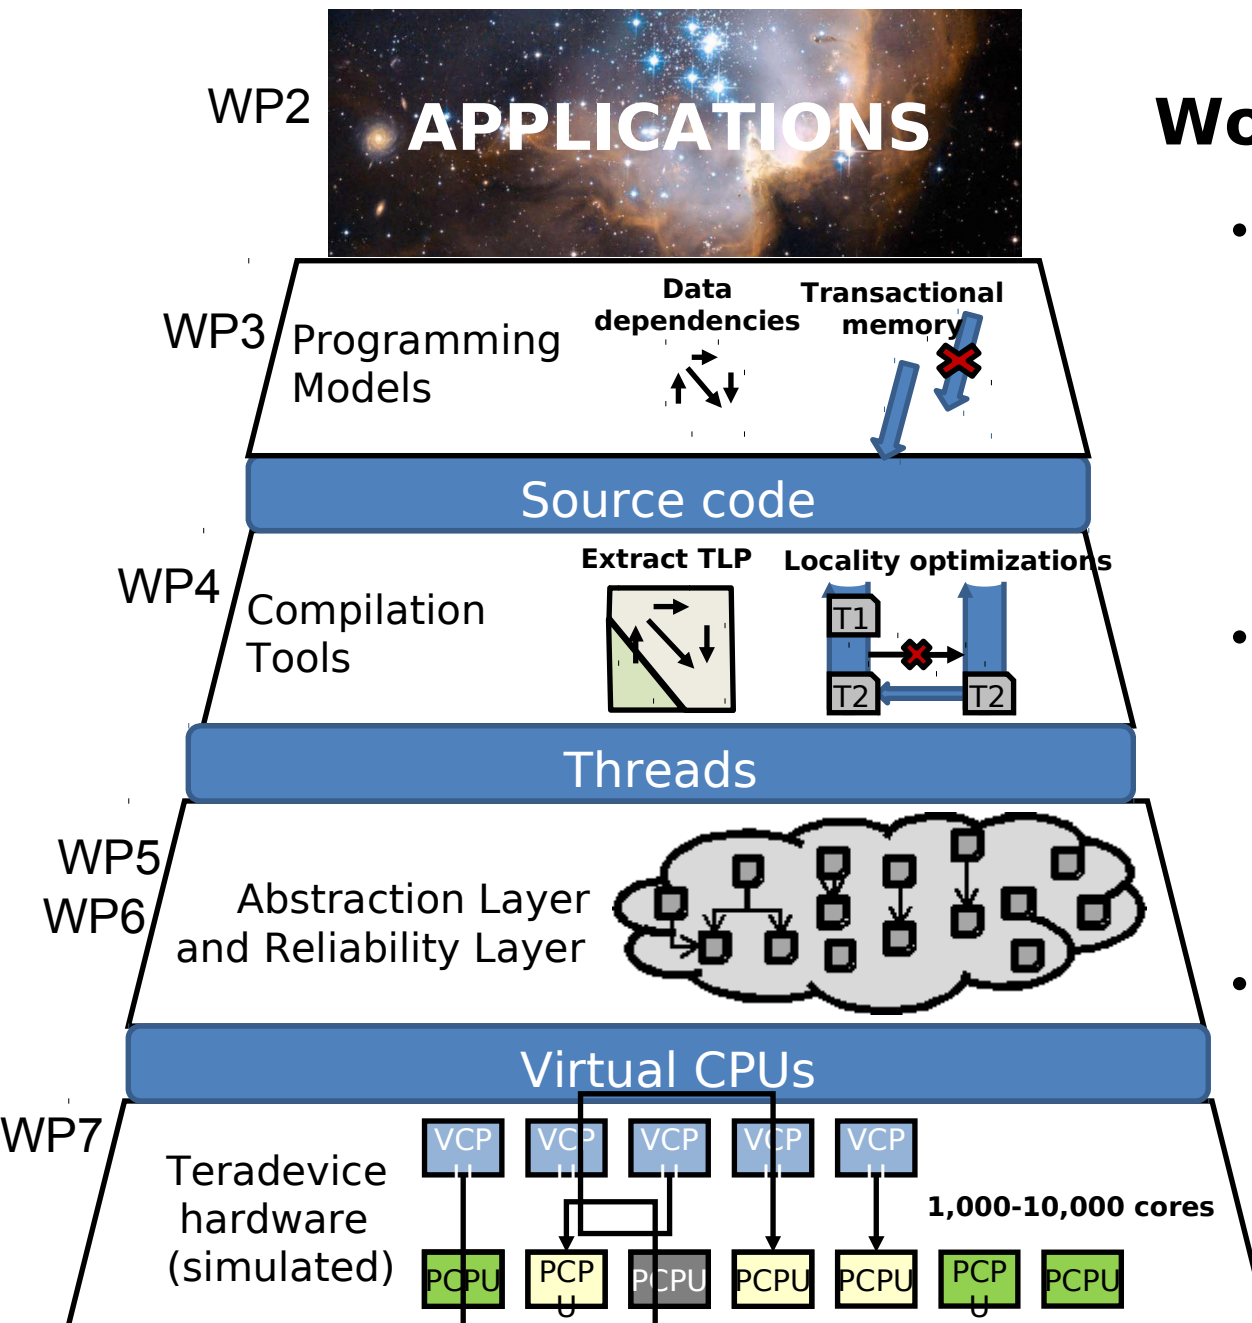 WP2
APPLICATIONS
WP3
Programming
Models
Data
dependencies
Transactional
memory
Source code
WP4
Compilation
Tools
Extract TLP
Locality optimizations
T1
T2
T2
Threads
WP5
WP6
Abstraction Layer
and Reliability Layer
Virtual CPUs
WP7
Teradevice
hardware
(simulated)
VCP
U
VCP
U
VCP
U
VCP
U
VCP
U
1,000-10,000 cores
PCPU
PCP
U
PCPU
PCPU
PCPU
PCP
U
PCPU